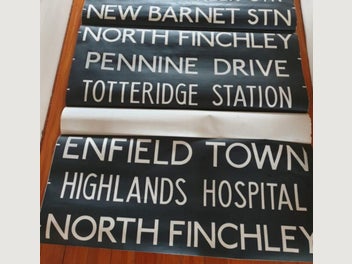 NEW BARNET STN
NORTH FINCHLEY
PENNINE DRIVE
TOTTERIDGE STATION
ENFIELD TOWN
HIGHLANDS HOSPITAL
NORTH FINCHLEY